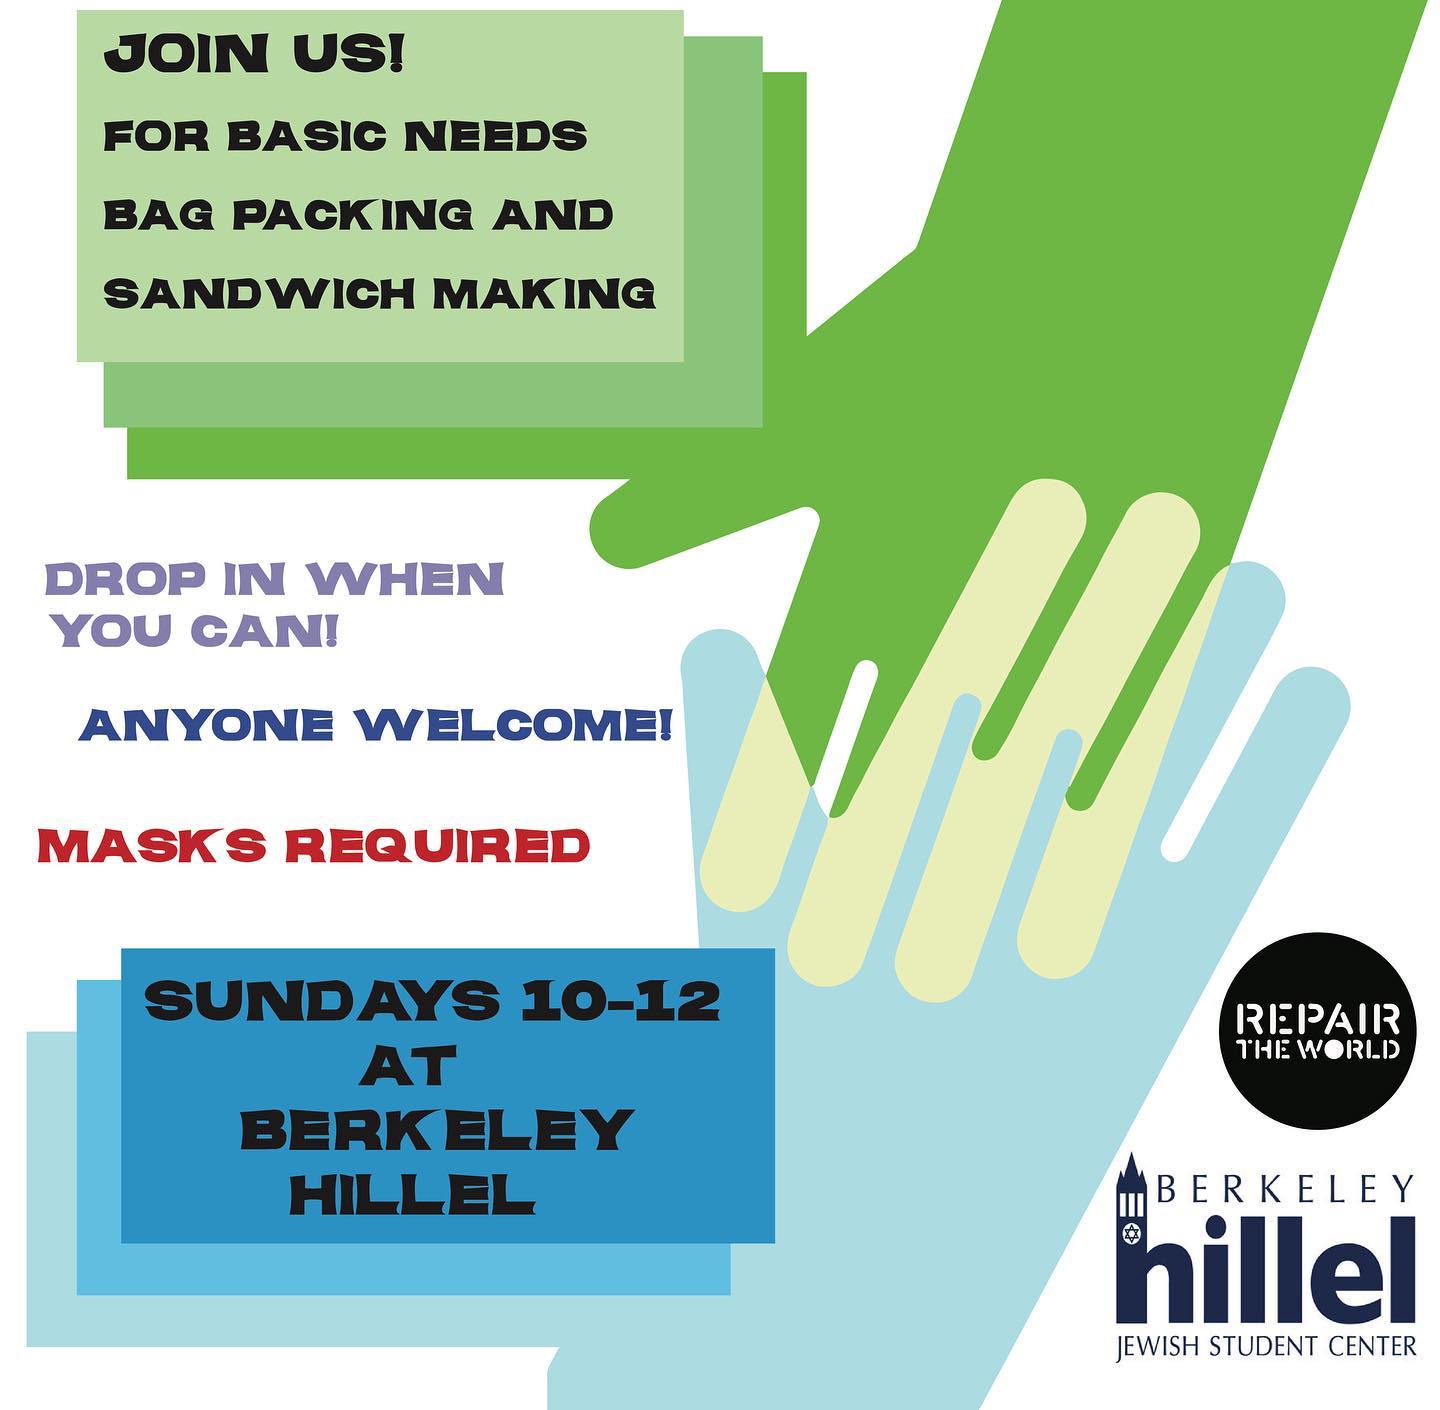 JOIN US!
FOR BASIC NEEDS
BAG PACKING AND
SANDWICH MAKING
DROP IN WHEN
YOU CAN!
ANYONE WELCOME!
MASKS REQUIRED
SUNDAYS 10-12
AT
BERKELEY
HILLEL
REPAIR
THE WORLD
BERKELEY
hillel
JEWISH STUDENT CENTER